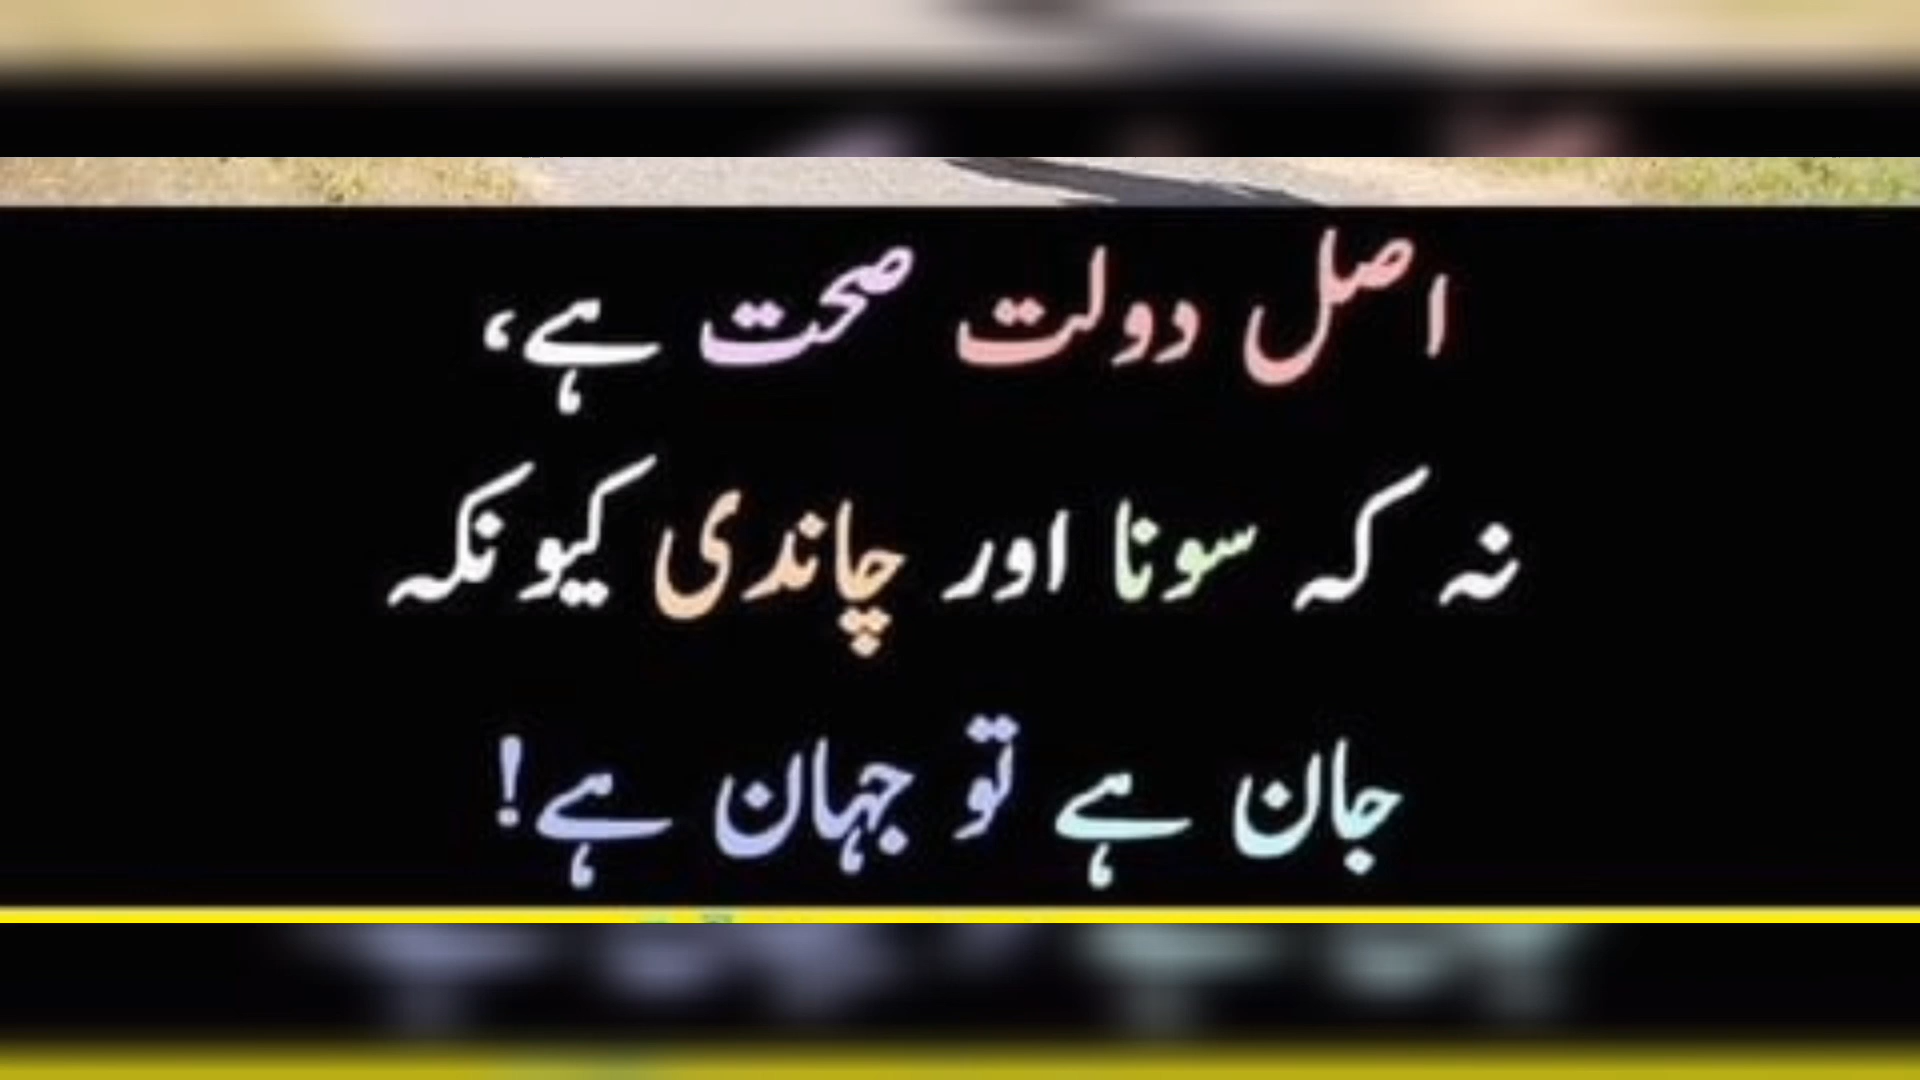 اصل دولت صحت ہے،
نہ کہ سونا اور چاندی کیونکہ
جان ہے تو جہان ہے!